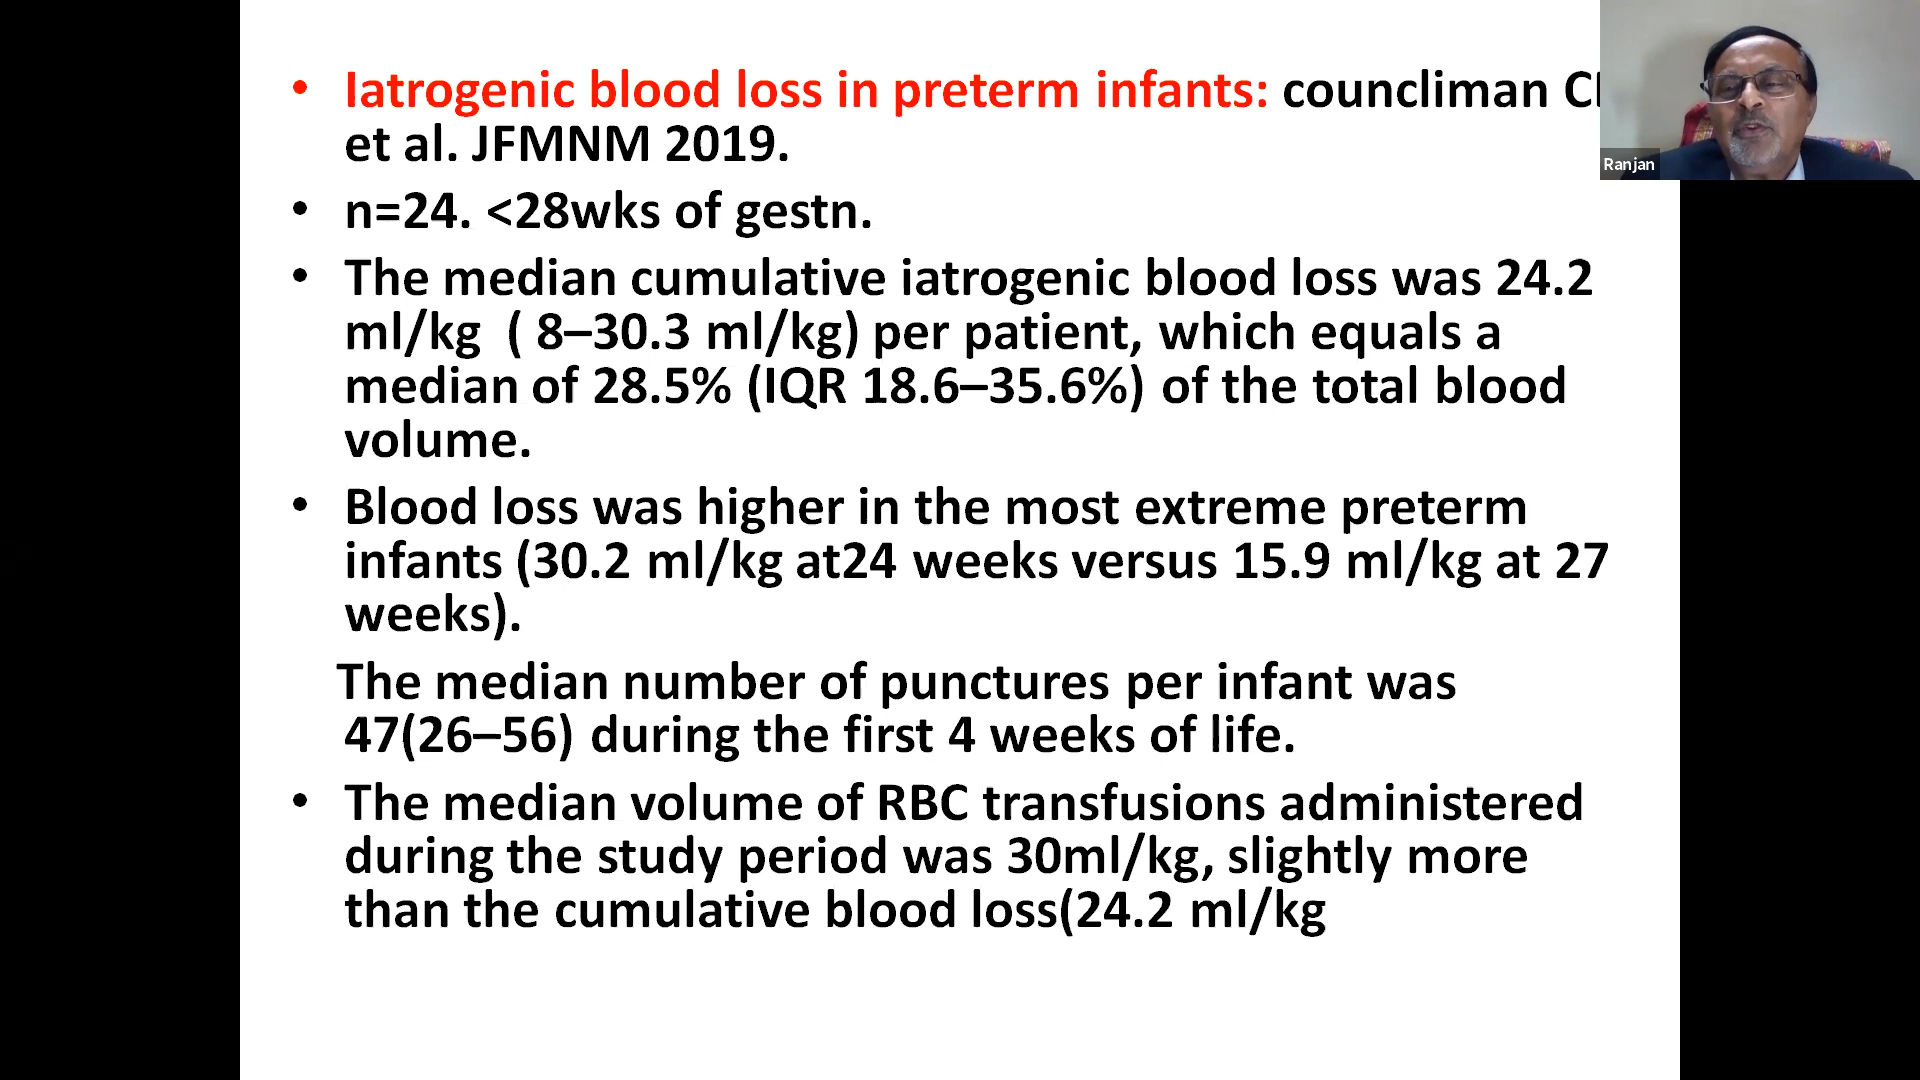 • Iatrogenic blood loss in preterm infants: councliman
et al. JFMNM 2019.
• n=24. <28wks of gestn.
• The median cumulative iatrogenic blood loss was 24.2
ml/kg ( 8–30.3 ml/kg) per patient, which equals a
median of 28.5% (IQR 18.6–35.6%) of the total blood
volume.
• Blood loss was higher in the most extreme preterm
infants (30.2 ml/kg at24 weeks versus 15.9 ml/kg at 27
weeks).
The median number of punctures per infant was
47(26–56) during the first 4 weeks of life.
• The median volume of RBC transfusions administered
during the study period was 30ml/kg, slightly more
than the cumulative blood loss(24.2 ml/kg
Ranjan